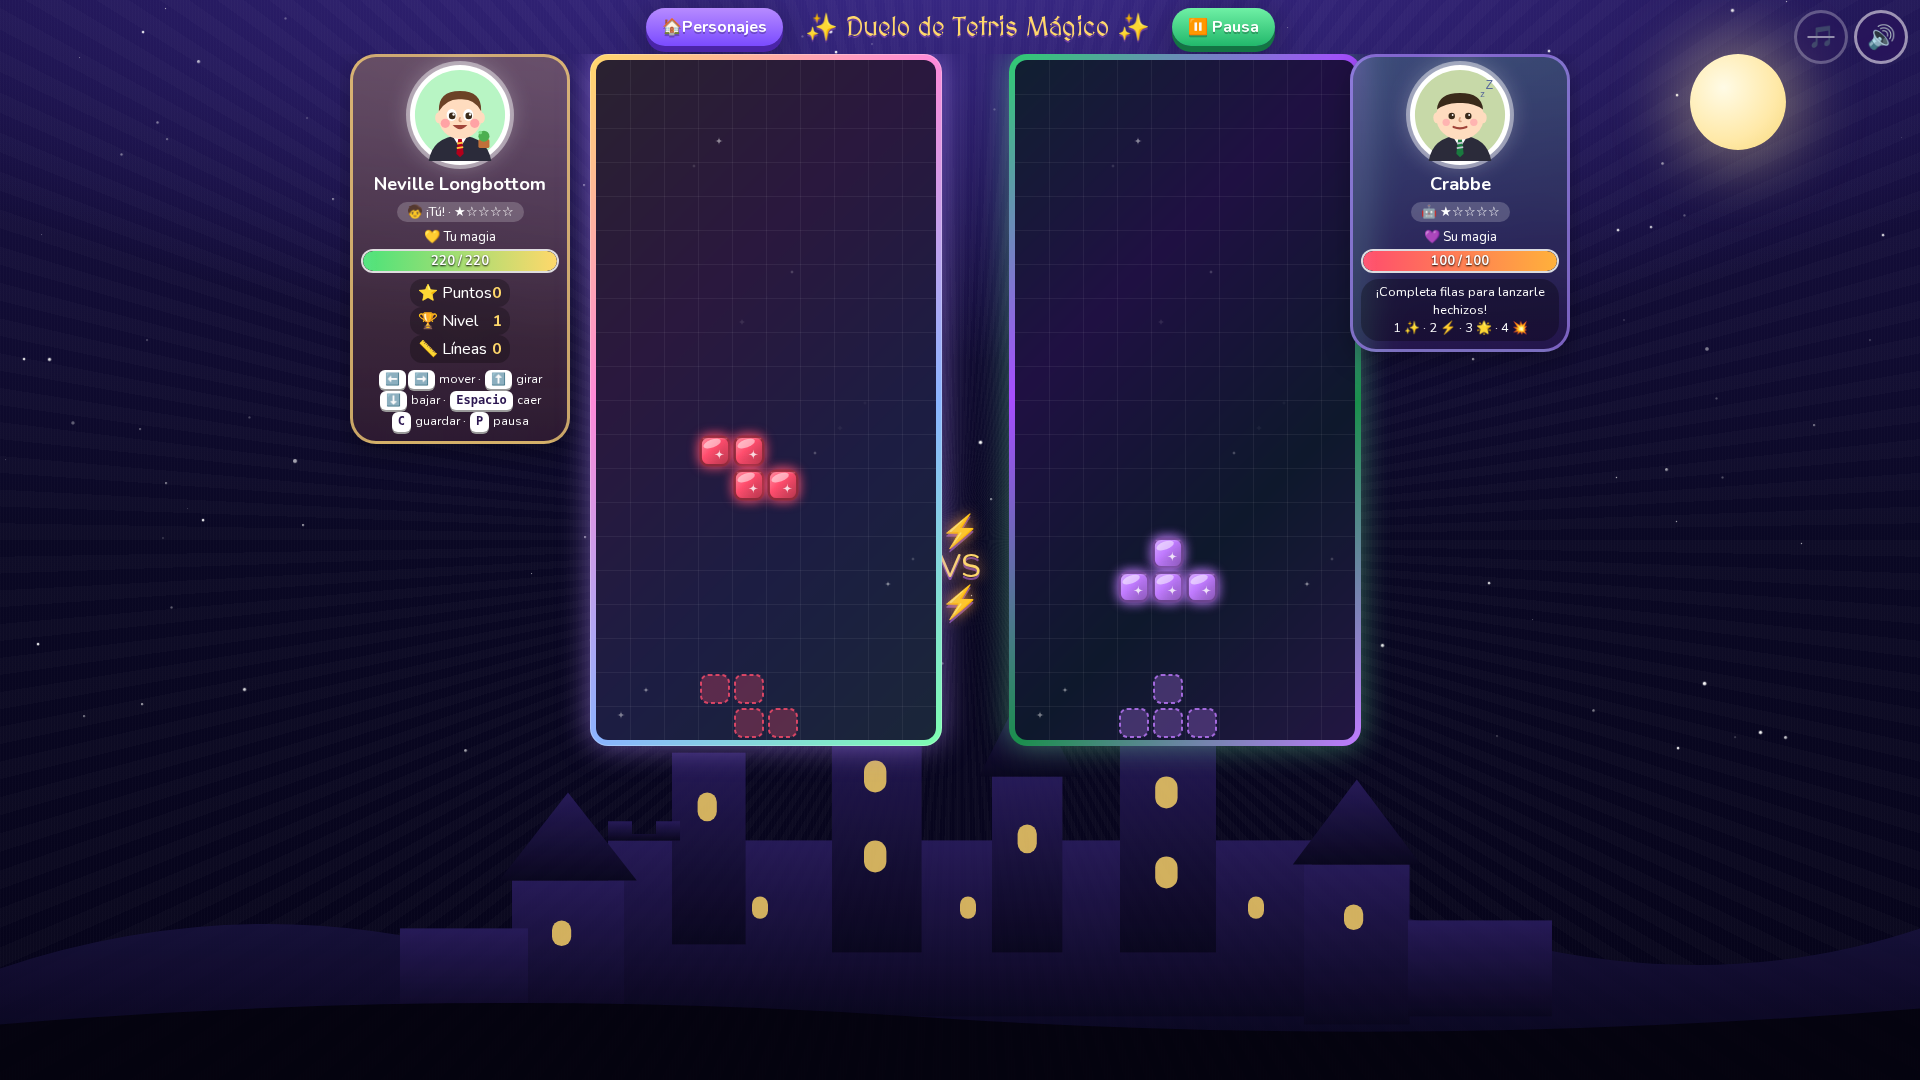 🏠Personajes
✨ Duelo de Tetris Mágico ✨
⏸️ Pausa
Neville Longbottom
🧒 ¡Tú! · ★☆☆☆☆
💛 Tu magia
220 / 220
⭐ Puntos 0
🏆 Nivel 1
📏 Líneas 0
⬅️ ➡️ mover · ⬆️ girar
⬇️ bajar · Espacio caer
C guardar · P pausa
⚡
VS
⚡
z Z
Crabbe
🤖 ★☆☆☆☆
💜 Su magia
100 / 100
¡Completa filas para lanzarle
hechizos!
1 ✨ · 2 ⚡ · 3 🌟 · 4 💥